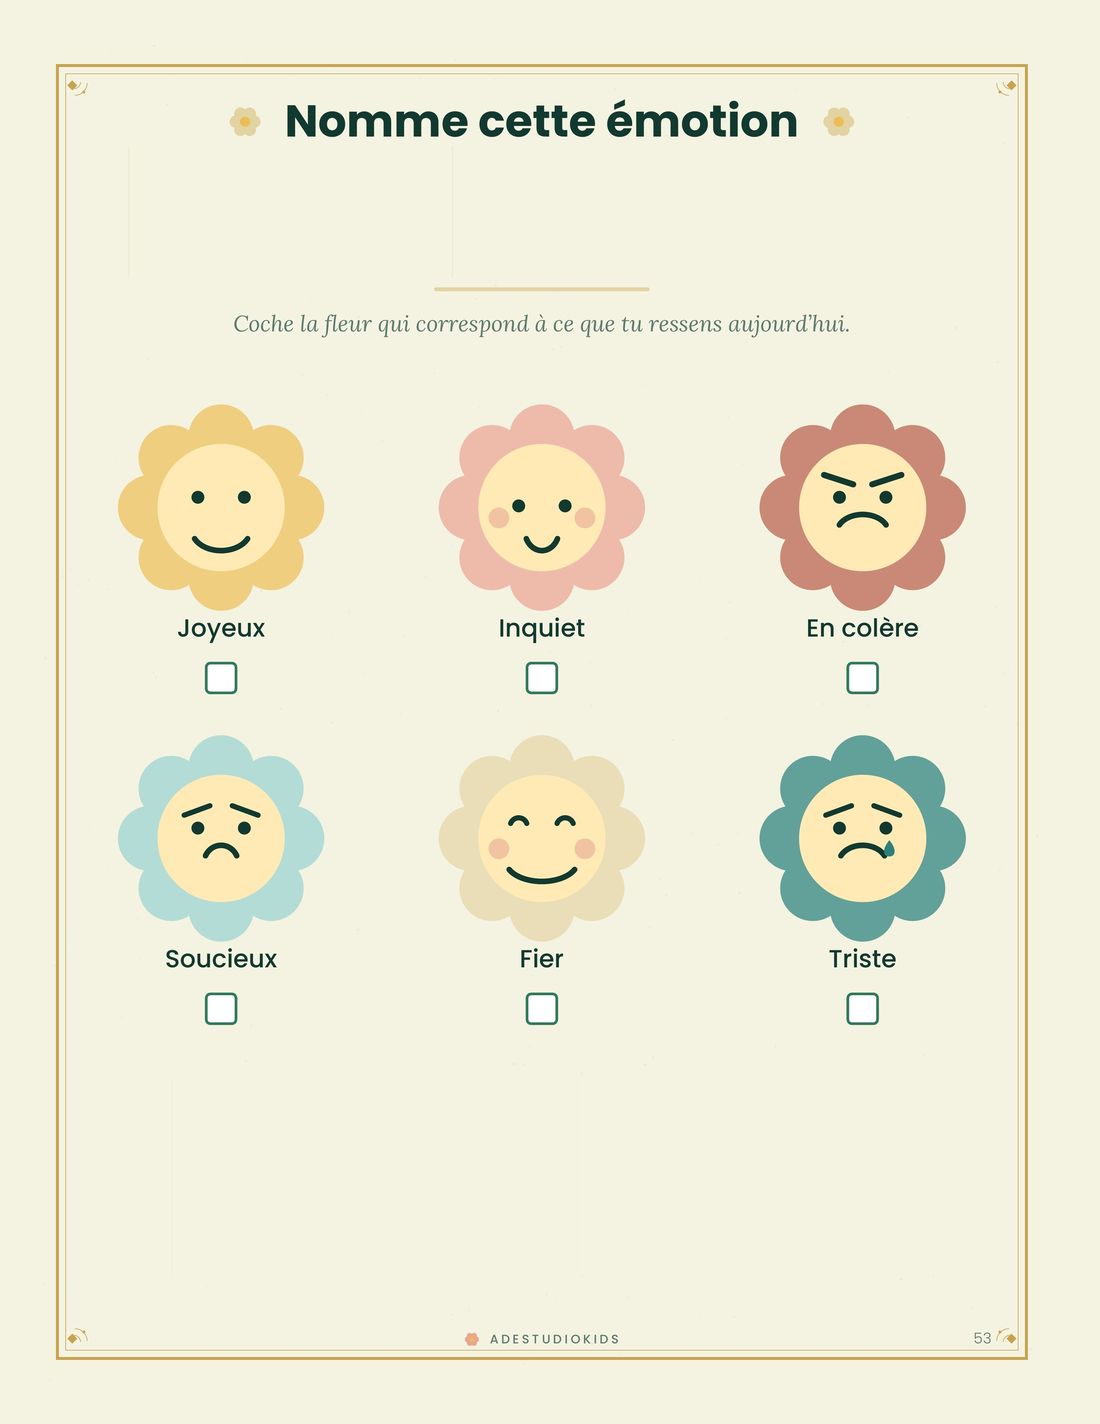 Nomme cette émotion
Coche la fleur qui correspond à ce que tu ressens aujourd’hui.
Joyeux
Inquiet
En colère
Soucieux
Fier
Triste
ADESTUDIOKIDS
53